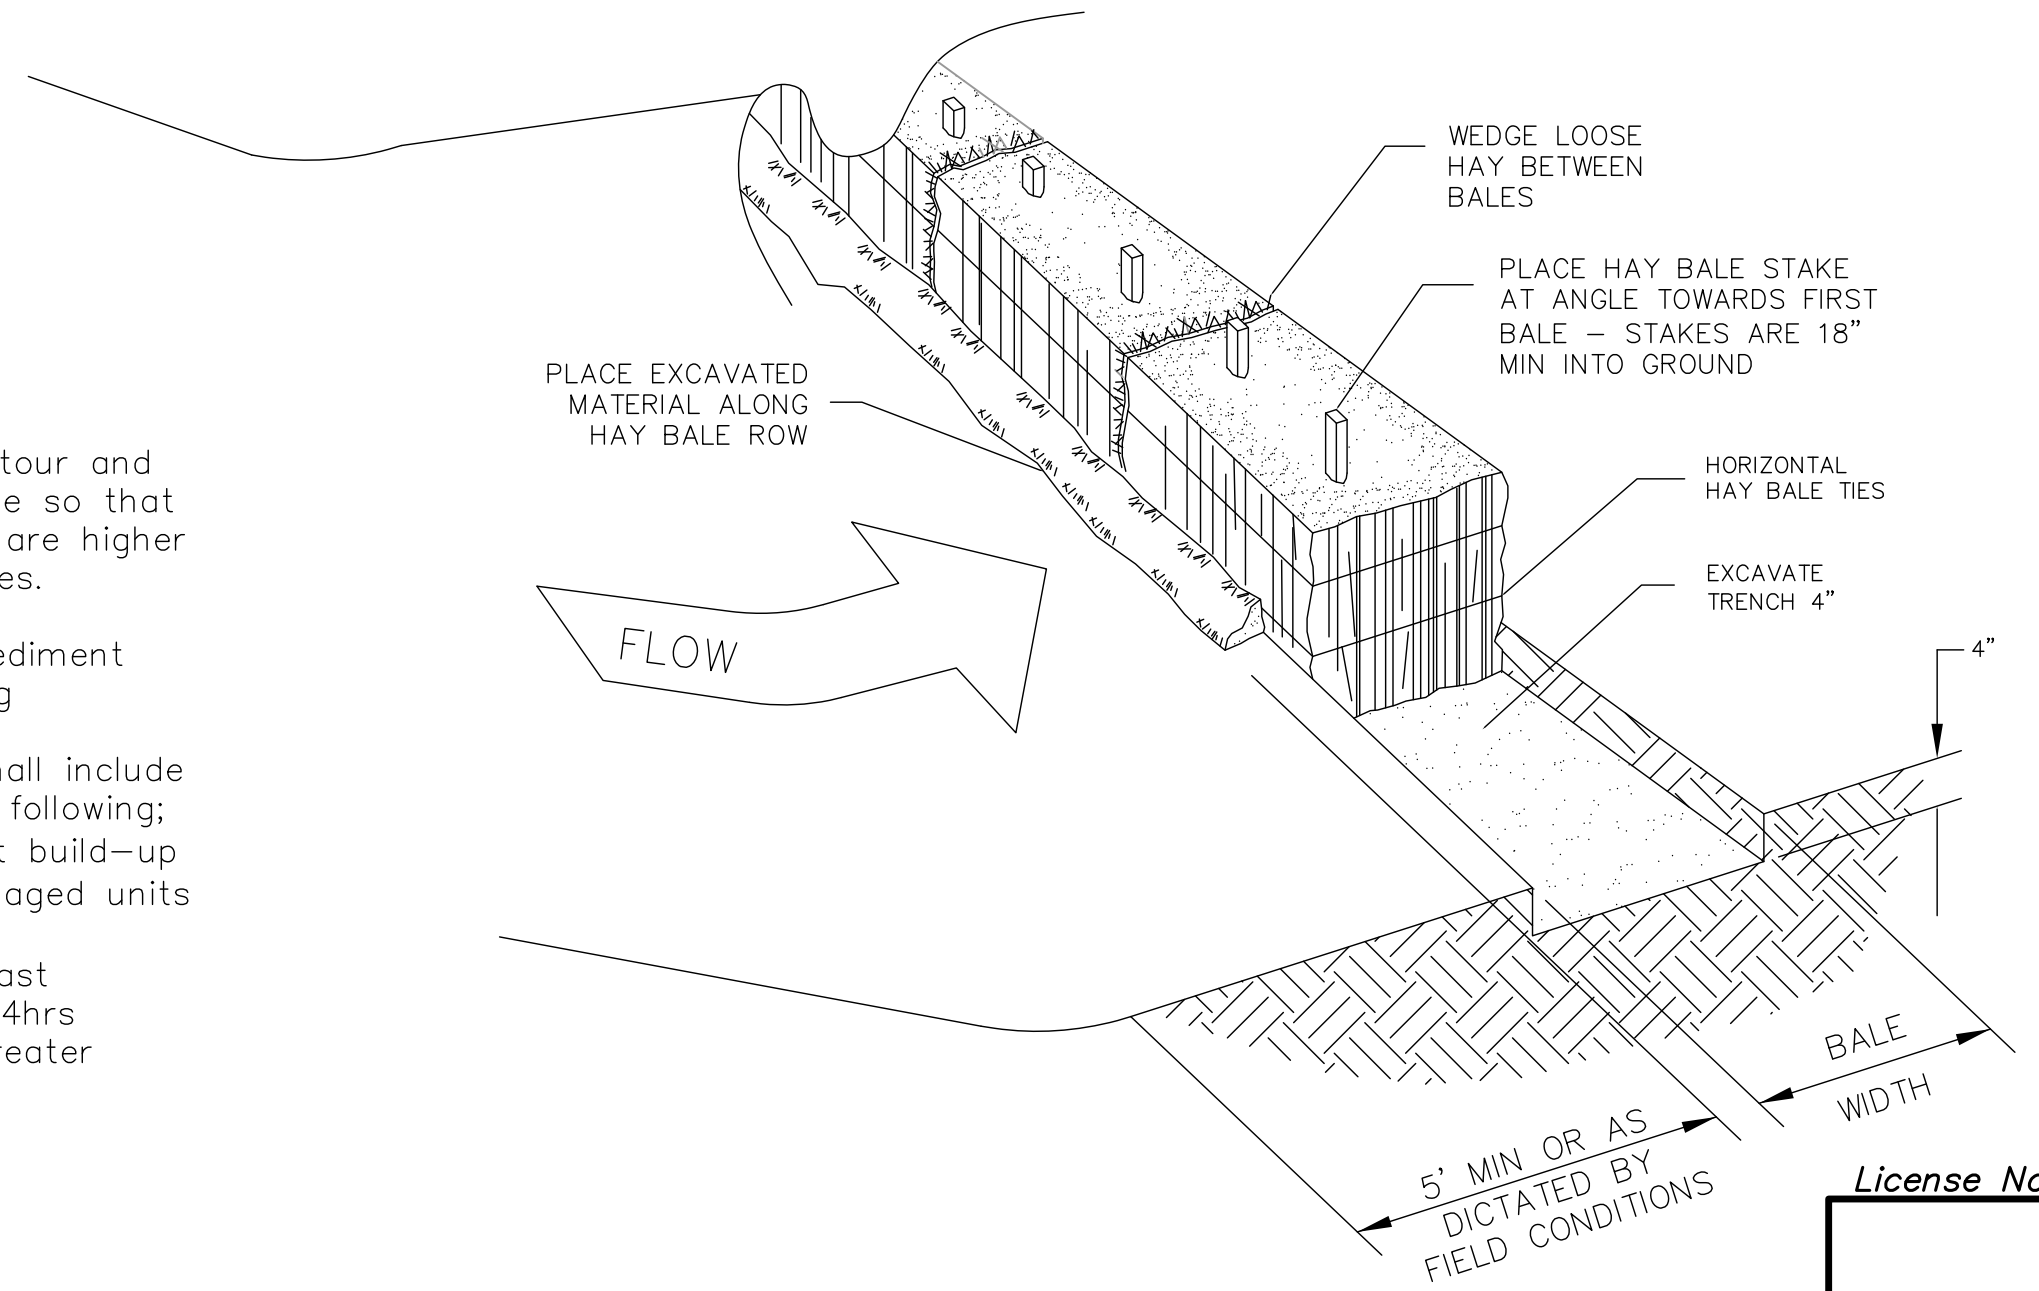 WEDGE LOOSE
HAY BETWEEN
BALES
PLACE HAY BALE STAKE
AT ANGLE TOWARDS FIRST
BALE – STAKES ARE 18"
MIN INTO GROUND
PLACE EXCAVATED
MATERIAL ALONG
HAY BALE ROW
HORIZONTAL
HAY BALE TIES
EXCAVATE
TRENCH 4"
4"
FLOW
tour and
e so that
are higher
es.
ediment
g
hall include
following;
t build–up
aged units
ast
4hrs
reater
BALE
WIDTH
5' MIN OR AS
DICTATED BY
FIELD CONDITIONS
License No